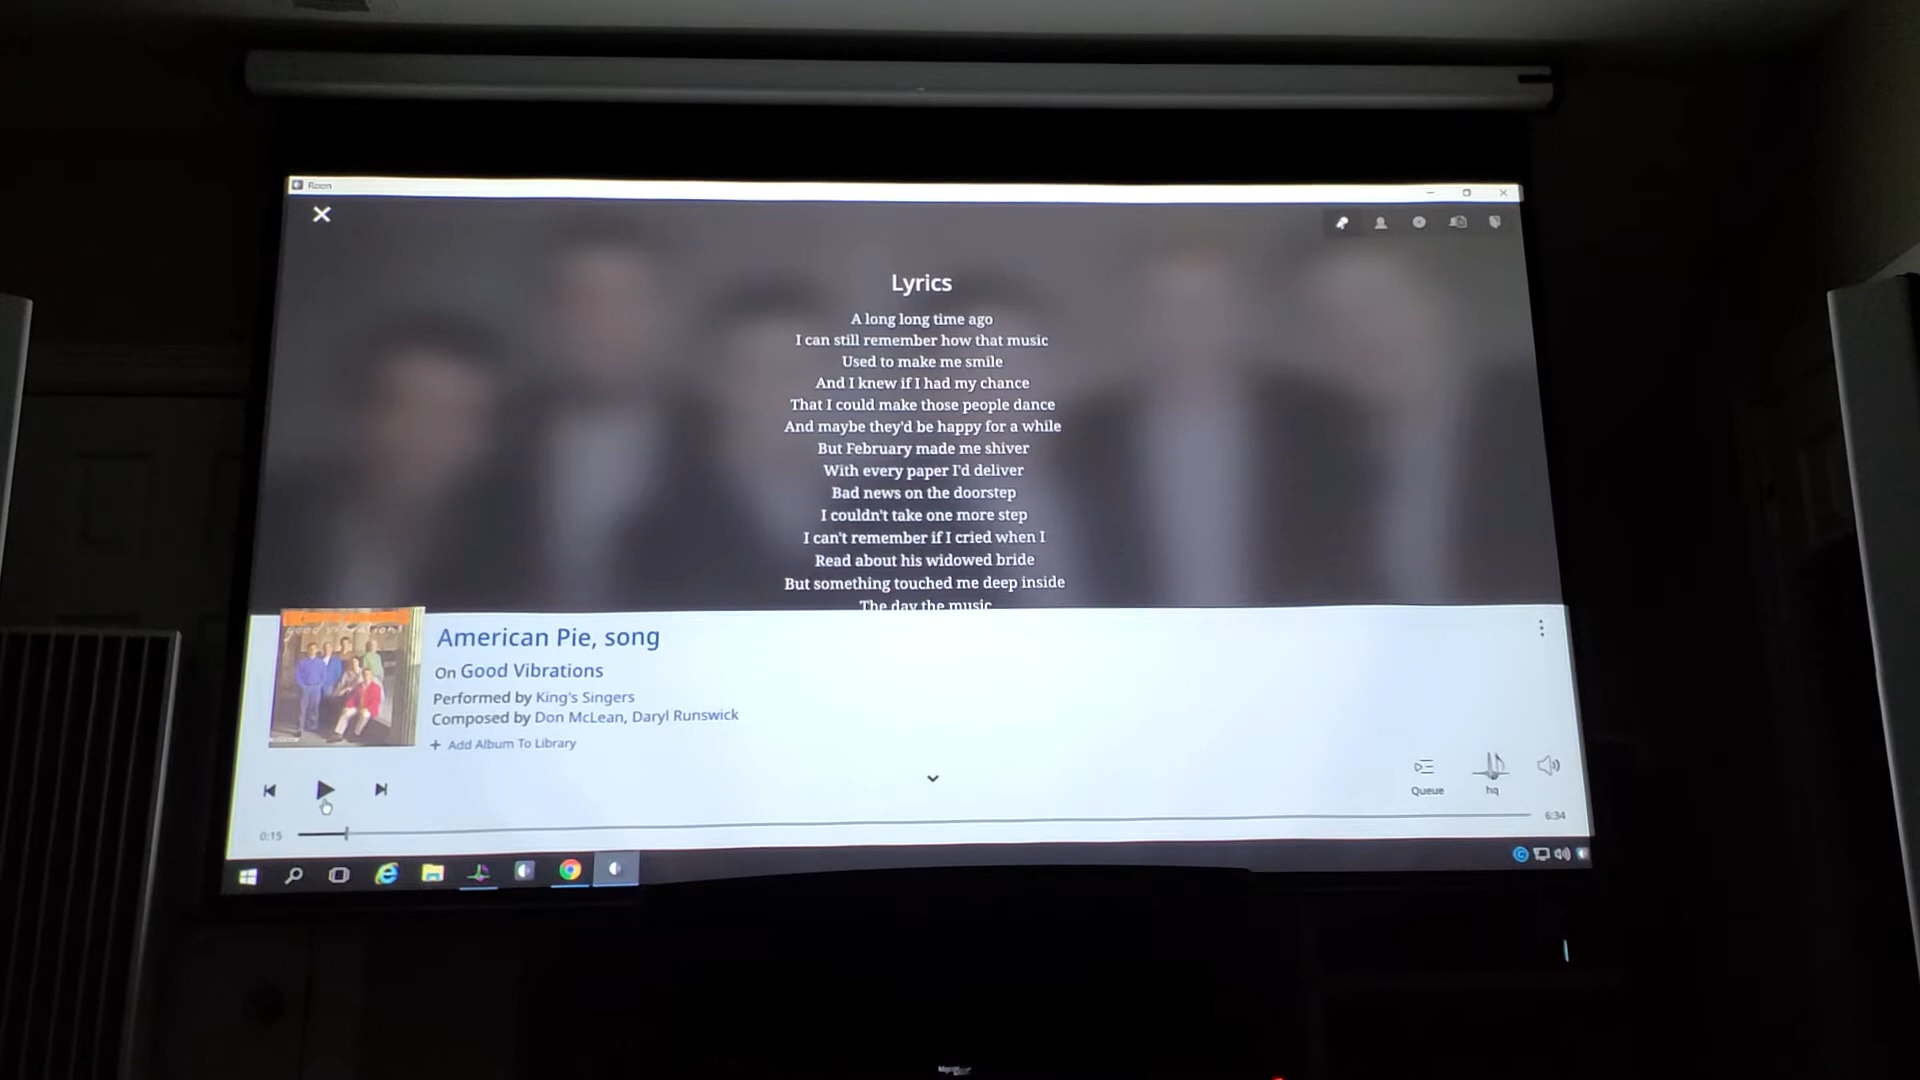 Roon
Lyrics
A long long time ago
I can still remember how that music
Used to make me smile
And I knew if I had my chance
That I could make those people dance
And maybe they'd be happy for a while
But February made me shiver
With every paper I'd deliver
Bad news on the doorstep
I couldn't take one more step
I can't remember if I cried when I
Read about his widowed bride
But something touched me deep inside
The day the music
good vibrations
American Pie, song
On Good Vibrations
Performed by King's Singers
Composed by Don McLean, Daryl Runswick
+ Add Album To Library
Queue
hq
0:15
6:34